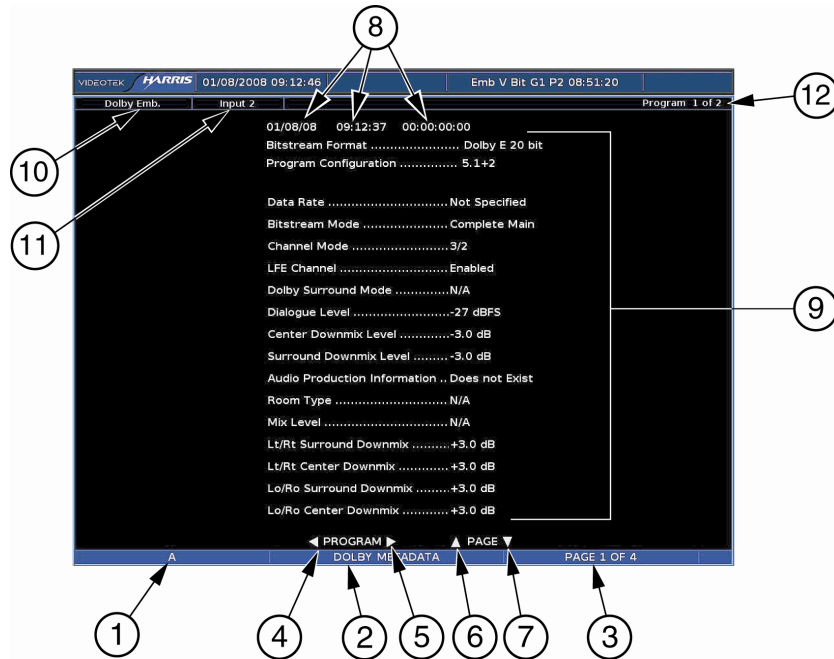 8
VIDEOTEK HARRIS 01/08/2008 09:12:46 Emb V Bit G1 P2 08:51:20
Dolby Emb. Input 2 Program 1 of 2
12
01/08/08 09:12:37 00:00:00:00
Bitstream Format ...................... Dolby E 20 bit
Program Configuration .............. 5.1+2
10
Data Rate ............................Not Specified
Bitstream Mode .....................Complete Main
11
Channel Mode ......................3/2
LFE Channel.........................Enabled
Dolby Surround Mode .............N/A
9
Dialogue Level ......................-27 dBFS
Center Downmix Level ............-3.0 dB
Surround Downmix Level .........-3.0 dB
Audio Production Information .. Does not Exist
Room Type ...........................N/A
Mix Level ..............................N/A
Lt/Rt Surround Downmix ..........+3.0 dB
Lt/Rt Center Downmix .............+3.0 dB
Lo/Ro Surround Downmix ........+3.0 dB
Lo/Ro Center Downmix ............+3.0 dB
◀ PROGRAM ▶ ▲ PAGE ▼
A DOLBY METADATA PAGE 1 OF 4
1 4 2 5 6 7 3